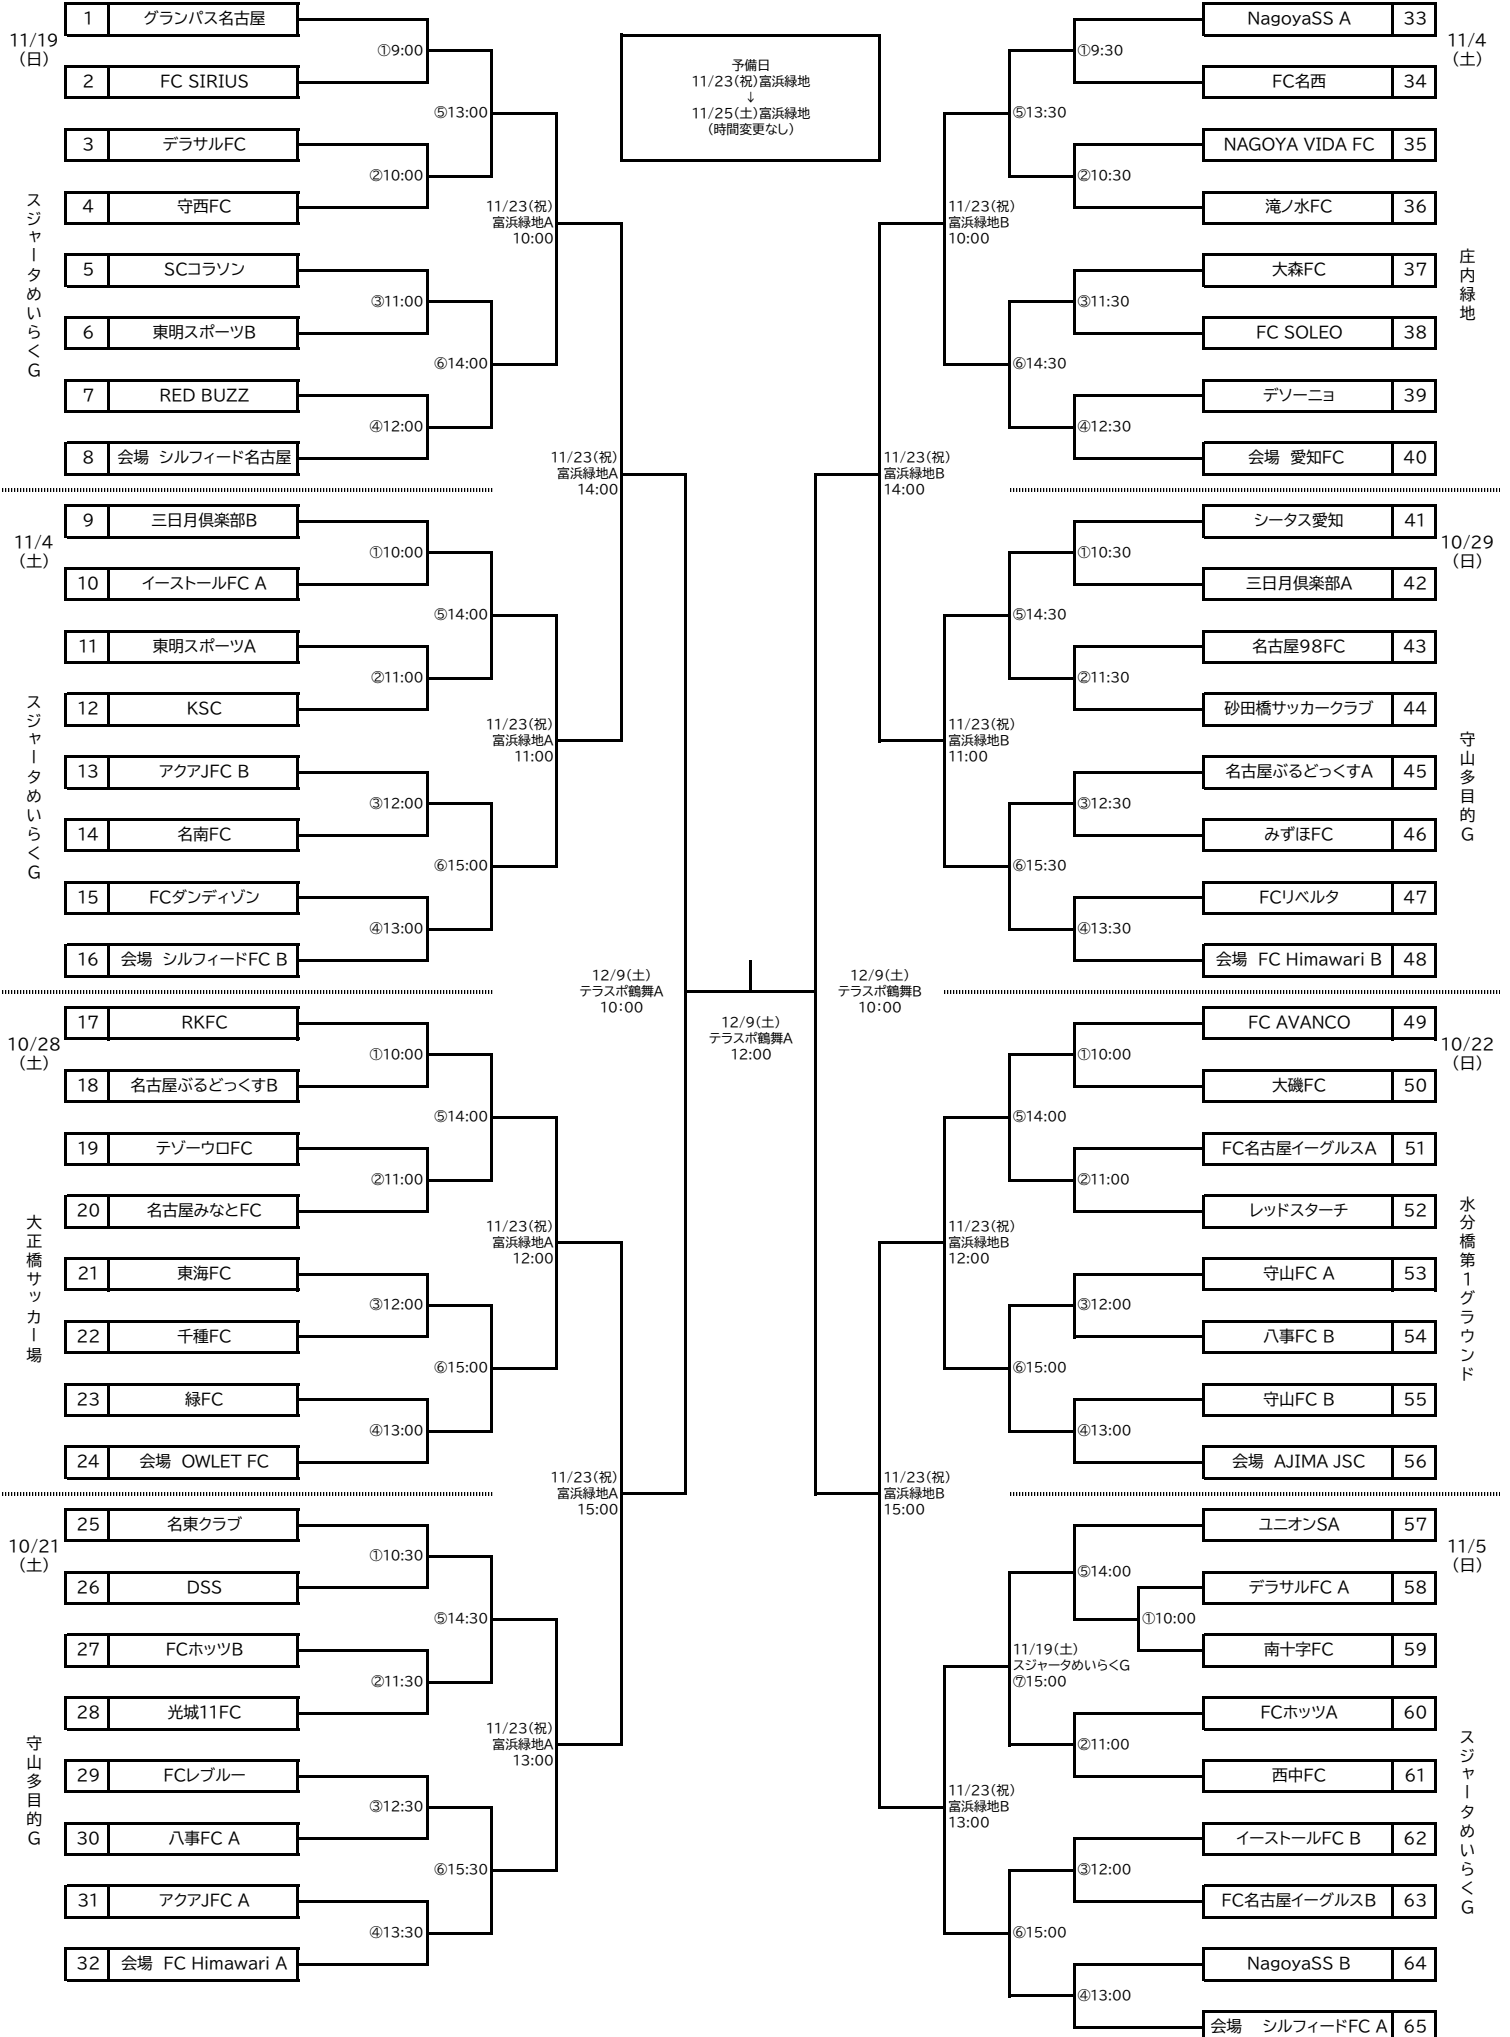 11/19
(日)
スジャータめいらくG
1 グランパス名古屋
2 FC SIRIUS
3 デラサルFC
4 守西FC
5 SCコラソン
6 東明スポーツB
7 RED BUZZ
8 会場 シルフィード名古屋
①9:00
②10:00
③11:00
④12:00
⑤13:00
⑥14:00
11/23(祝)
富浜緑地A
10:00
11/4
(土)
スジャータめいらくG
9 三日月倶楽部B
10 イーストールFC A
11 東明スポーツA
12 KSC
13 アクアJFC B
14 名南FC
15 FCダンディゾン
16 会場 シルフィードFC B
①10:00
②11:00
③12:00
④13:00
⑤14:00
⑥15:00
11/23(祝)
富浜緑地A
11:00
11/23(祝)
富浜緑地A
14:00
10/28
(土)
大正橋サッカー場
17 RKFC
18 名古屋ぶるどっくすB
19 テゾーウロFC
20 名古屋みなとFC
21 東海FC
22 千種FC
23 緑FC
24 会場 OWLET FC
①10:00
②11:00
③12:00
④13:00
⑤14:00
⑥15:00
11/23(祝)
富浜緑地A
12:00
10/21
(土)
守山多目的G
25 名東クラブ
26 DSS
27 FCホッツB
28 光城11FC
29 FCレブルー
30 八事FC A
31 アクアJFC A
32 会場 FC Himawari A
①10:30
②11:30
③12:30
④13:30
⑤14:30
⑥15:30
11/23(祝)
富浜緑地A
13:00
11/23(祝)
富浜緑地A
15:00
予備日
11/23(祝)富浜緑地
↓
11/25(土)富浜緑地
(時間変更なし)
12/9(土)
テラスポ鶴舞A
10:00
12/9(土)
テラスポ鶴舞A
12:00
12/9(土)
テラスポ鶴舞B
10:00
NagoyaSS A 33
FC名西 34
NAGOYA VIDA FC 35
滝ノ水FC 36
大森FC 37
FC SOLEO 38
デソーニョ 39
会場 愛知FC 40
11/4
(土)
庄内緑地
①9:30
②10:30
③11:30
④12:30
⑤13:30
⑥14:30
11/23(祝)
富浜緑地B
10:00
シータス愛知 41
三日月倶楽部A 42
名古屋98FC 43
砂田橋サッカークラブ 44
名古屋ぶるどっくすA 45
みずほFC 46
FCリベルタ 47
会場 FC Himawari B 48
10/29
(日)
守山多目的G
①10:30
②11:30
③12:30
④13:30
⑤14:30
⑥15:30
11/23(祝)
富浜緑地B
11:00
11/23(祝)
富浜緑地B
14:00
FC AVANCO 49
大磯FC 50
FC名古屋イーグルスA 51
レッドスターチ 52
守山FC A 53
八事FC B 54
守山FC B 55
会場 AJIMA JSC 56
10/22
(日)
水分橋第1グラウンド
①10:00
②11:00
③12:00
④13:00
⑤14:00
⑥15:00
11/23(祝)
富浜緑地B
12:00
ユニオンSA 57
デラサルFC A 58
南十字FC 59
FCホッツA 60
西中FC 61
イーストールFC B 62
FC名古屋イーグルスB 63
NagoyaSS B 64
会場 シルフィードFC A 65
11/5
(日)
スジャータめいらくG
①10:00
②11:00
③12:00
④13:00
⑤14:00
⑥15:00
11/19(土)
スジャータめいらくG
⑦15:00
11/23(祝)
富浜緑地B
13:00
11/23(祝)
富浜緑地B
15:00